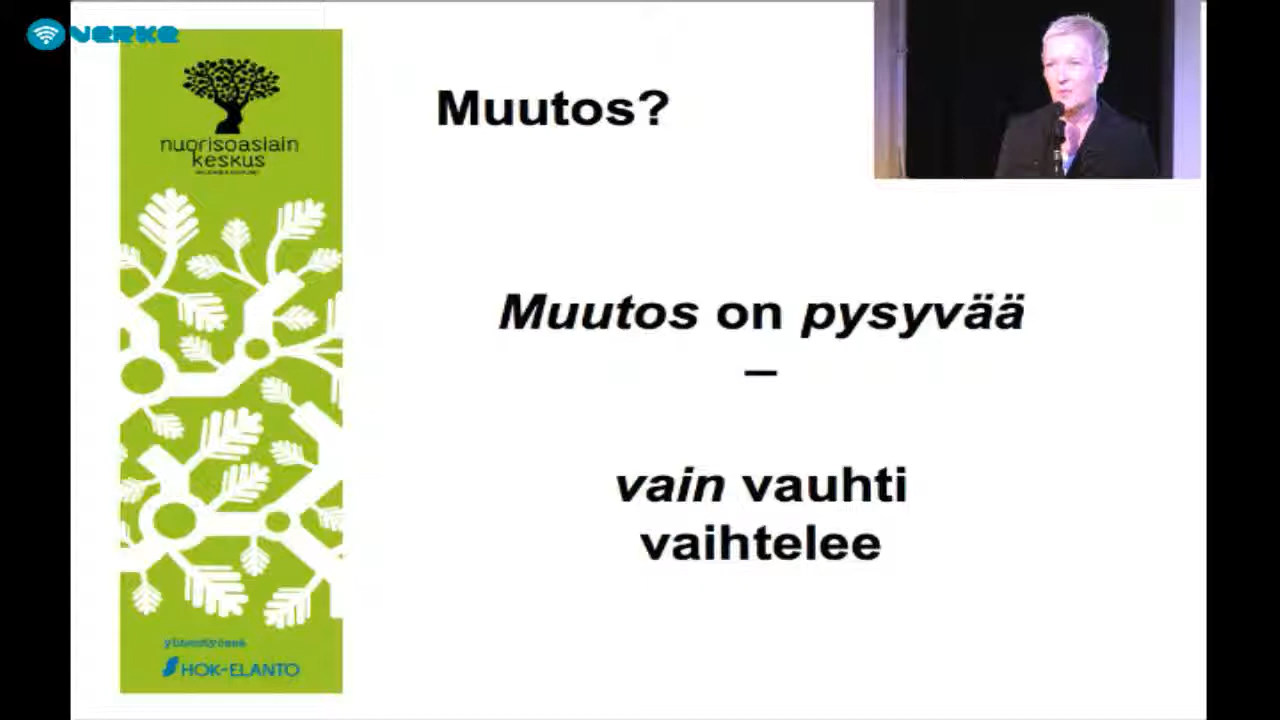 verke
nuorisoasiain
keskus
Muutos?
Muutos on pysyvää
–
vain vauhti
vaihtelee
yhteistyössä
HOK-ELANTO